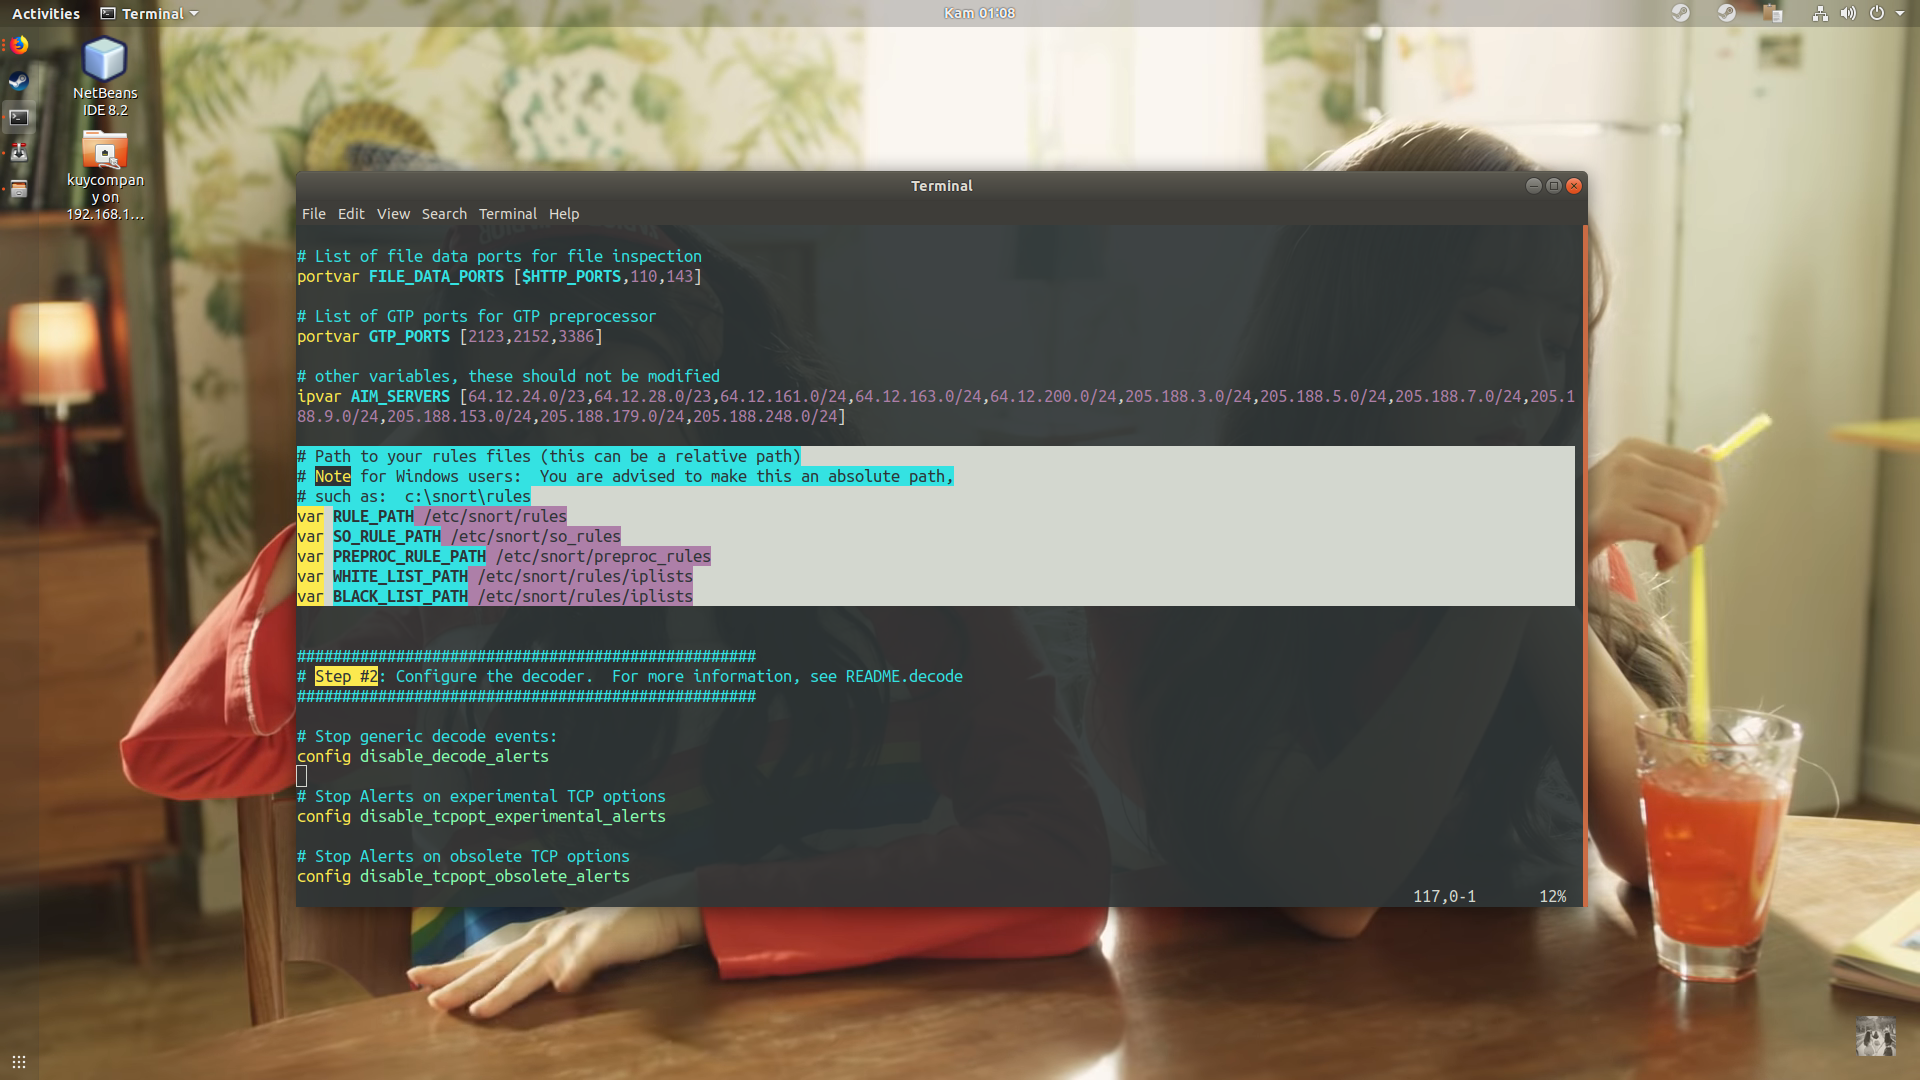 Activities
Terminal
Kam 01:08
NetBeans
IDE 8.2
kuycompan
y on
192.168.1...
Terminal
File Edit View Search Terminal Help
# List of file data ports for file inspection
portvar FILE_DATA_PORTS [$HTTP_PORTS,110,143]
# List of GTP ports for GTP preprocessor
portvar GTP_PORTS [2123,2152,3386]
# other variables, these should not be modified
ipvar AIM_SERVERS [64.12.24.0/23,64.12.28.0/23,64.12.161.0/24,64.12.163.0/24,64.12.200.0/24,205.188.3.0/24,205.188.5.0/24,205.188.7.0/24,205.1
88.9.0/24,205.188.153.0/24,205.188.179.0/24,205.188.248.0/24]
# Path to your rules files (this can be a relative path)
# Note for Windows users:  You are advised to make this an absolute path,
# such as:  c:\snort\rules
var RULE_PATH /etc/snort/rules
var SO_RULE_PATH /etc/snort/so_rules
var PREPROC_RULE_PATH /etc/snort/preproc_rules
var WHITE_LIST_PATH /etc/snort/rules/iplists
var BLACK_LIST_PATH /etc/snort/rules/iplists
###################################################
# Step #2: Configure the decoder.  For more information, see README.decode
###################################################
# Stop generic decode events:
config disable_decode_alerts
# Stop Alerts on experimental TCP options
config disable_tcpopt_experimental_alerts
# Stop Alerts on obsolete TCP options
config disable_tcpopt_obsolete_alerts
117,0-1 12%